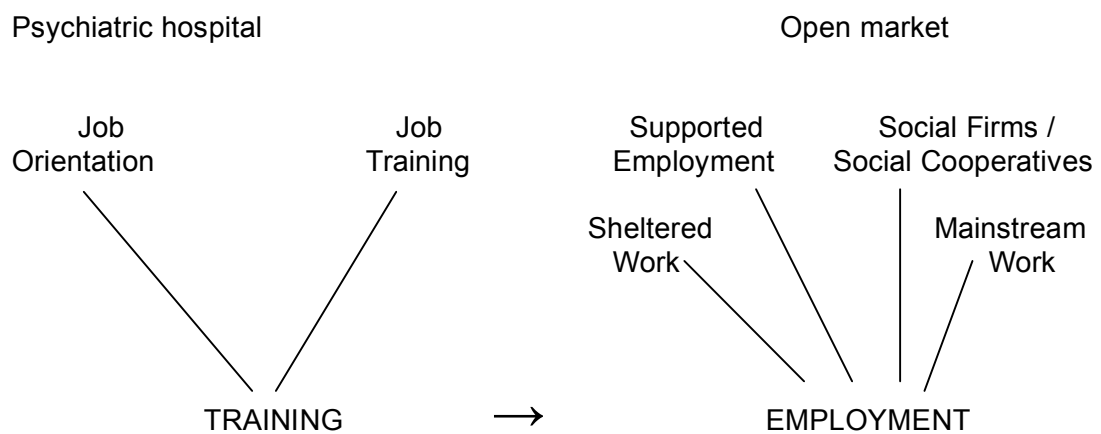 Psychiatric hospital
Open market
Job
Orientation
Job
Training
Supported
Employment
Social Firms /
Social Cooperatives
Sheltered
Work
Mainstream
Work
TRAINING
→
EMPLOYMENT